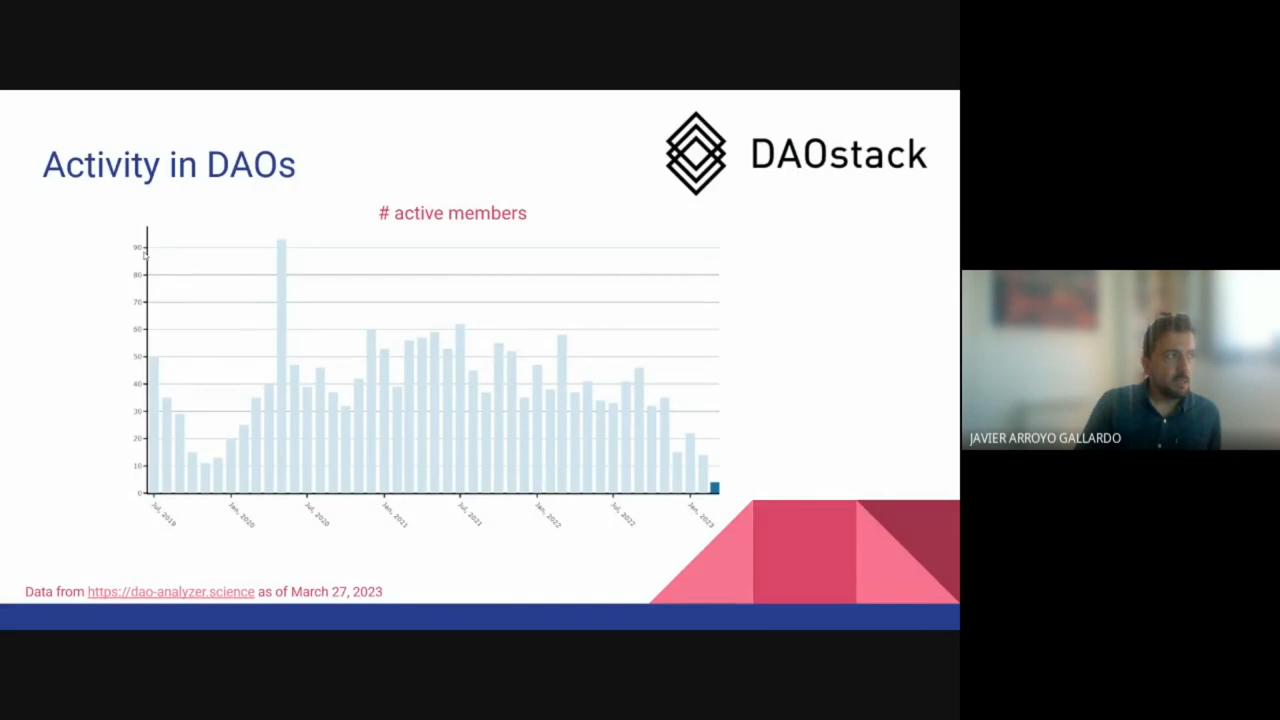 Activity in DAOs
DAOstack
# active members
90
80
70
60
50
40
30
20
10
0
Jul, 2019
Jan, 2020
Jul, 2020
Jan, 2021
Jul, 2021
Jan, 2022
Jul, 2022
Jan, 2023
Data from https://dao-analyzer.science as of March 27, 2023
JAVIER ARROYO GALLARDO